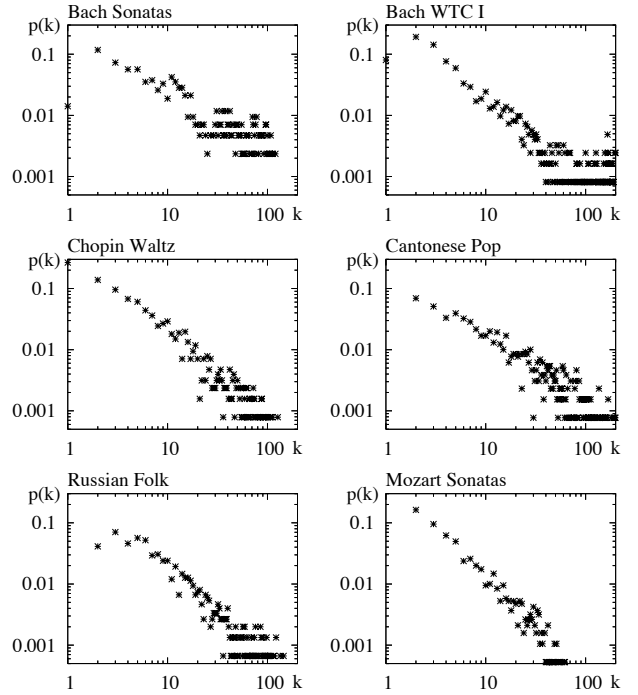 Bach Sonatas
p(k)
0.1
0.01
0.001
1 10 100 k
Bach WTC I
p(k)
0.1
0.01
0.001
1 10 100 k
Chopin Waltz
p(k)
0.1
0.01
0.001
1 10 100 k
Cantonese Pop
p(k)
0.1
0.01
0.001
1 10 100 k
Russian Folk
p(k)
0.1
0.01
0.001
1 10 100 k
Mozart Sonatas
p(k)
0.1
0.01
0.001
1 10 100 k